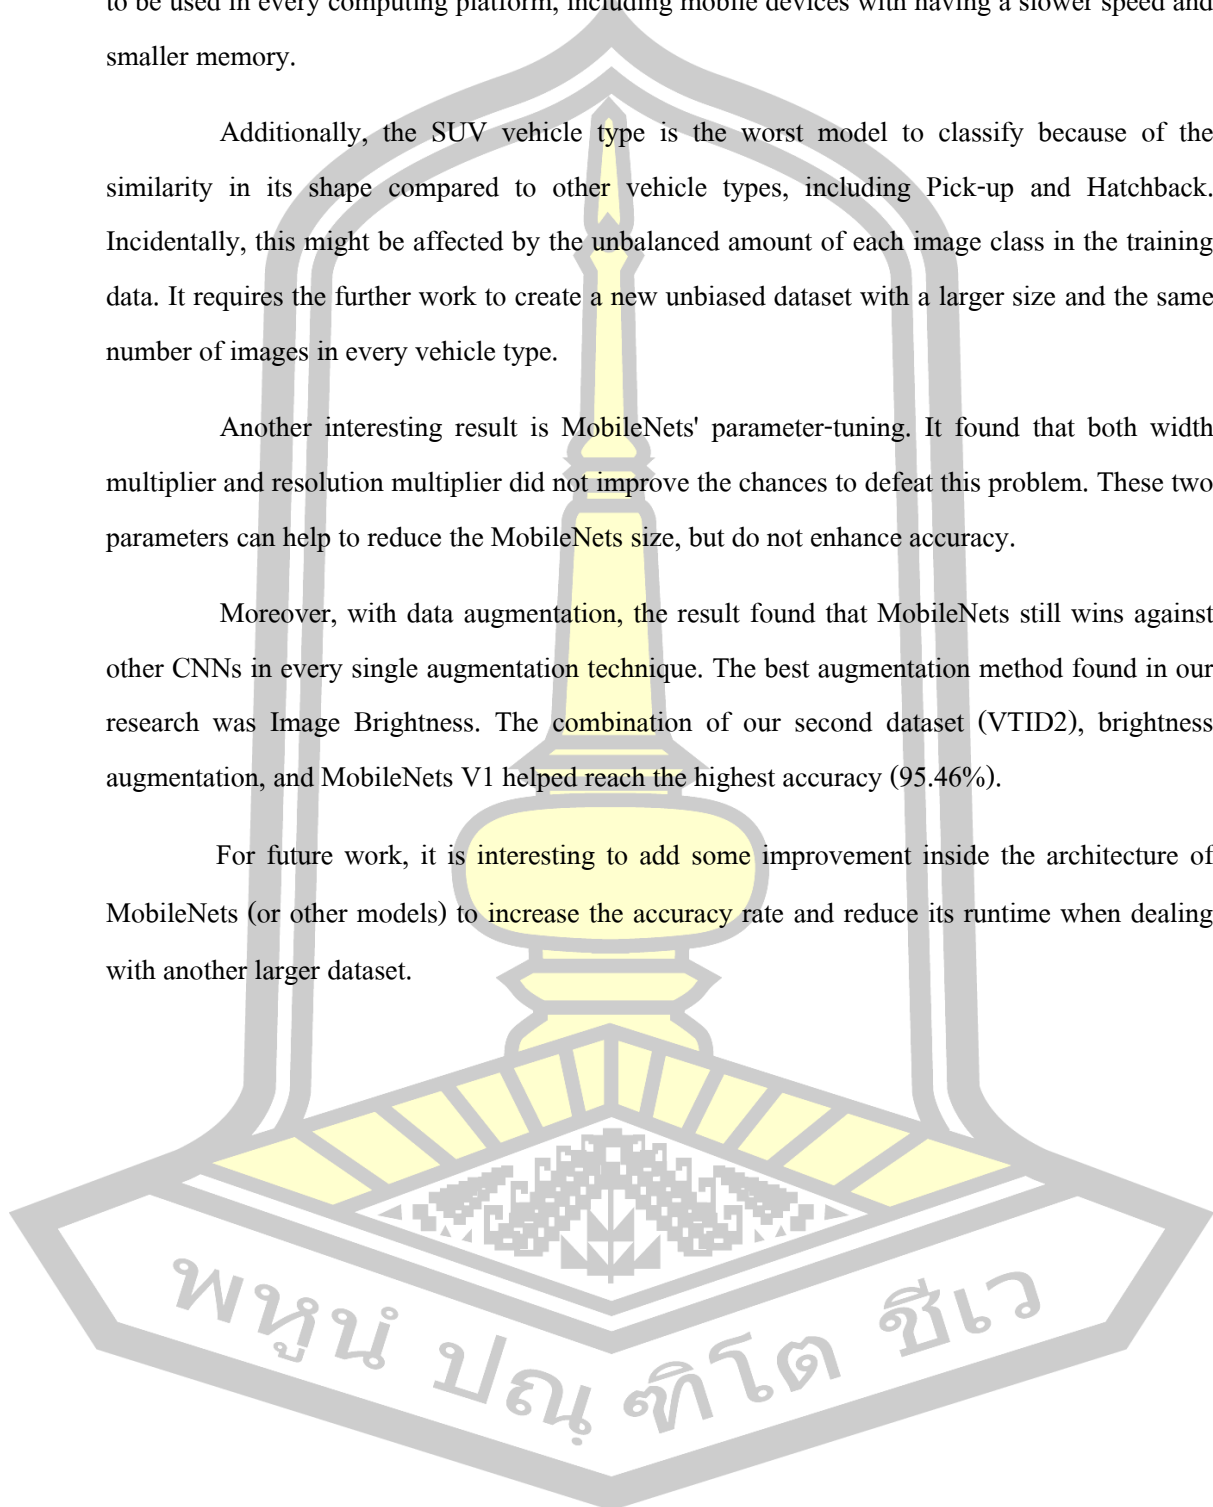 to be used in every computing platform, including mobile devices with having a slower speed and
smaller memory.
Additionally, the SUV vehicle type is the worst model to classify because of the
similarity in its shape compared to other vehicle types, including Pick-up and Hatchback.
Incidentally, this might be affected by the unbalanced amount of each image class in the training
data. It requires the further work to create a new unbiased dataset with a larger size and the same
number of images in every vehicle type.
Another interesting result is MobileNets' parameter-tuning. It found that both width
multiplier and resolution multiplier did not improve the chances to defeat this problem. These two
parameters can help to reduce the MobileNets size, but do not enhance accuracy.
Moreover, with data augmentation, the result found that MobileNets still wins against
other CNNs in every single augmentation technique. The best augmentation method found in our
research was Image Brightness. The combination of our second dataset (VTID2), brightness
augmentation, and MobileNets V1 helped reach the highest accuracy (95.46%).
For future work, it is interesting to add some improvement inside the architecture of
MobileNets (or other models) to increase the accuracy rate and reduce its runtime when dealing
with another larger dataset.
พหูนํ ปณฺ ฑิโต ชีเว